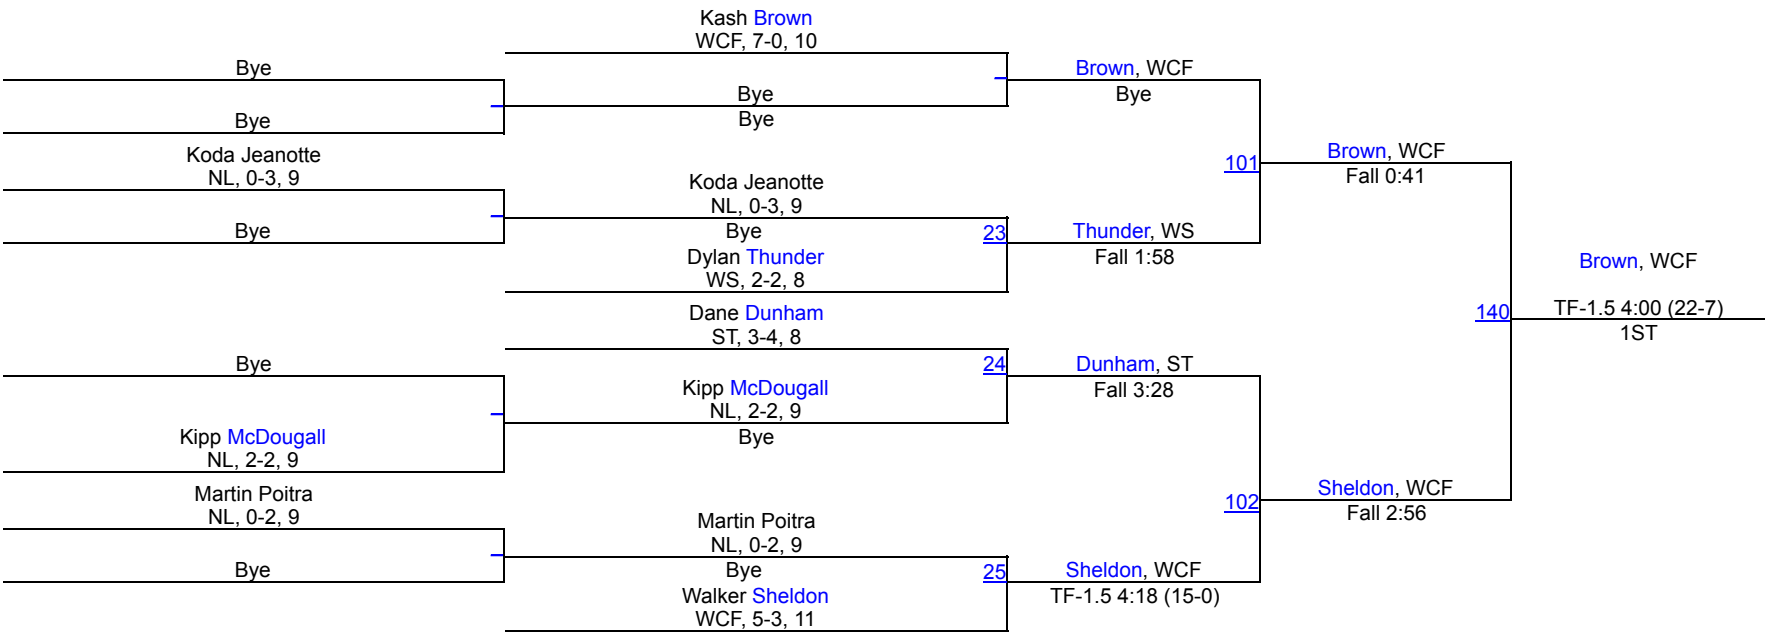 Bye
Bye
Koda Jeanotte
NL, 0-3, 9
Bye
Bye
Kipp McDougall
NL, 2-2, 9
Martin Poitra
NL, 0-2, 9
Bye
Kash Brown
WCF, 7-0, 10
Bye
Bye
Koda Jeanotte
NL, 0-3, 9
Bye
23
Dylan Thunder
WS, 2-2, 8
Dane Dunham
ST, 3-4, 8
24
Kipp McDougall
NL, 2-2, 9
Bye
Martin Poitra
NL, 0-2, 9
Bye
25
Walker Sheldon
WCF, 5-3, 11
Brown, WCF
Bye
101
Thunder, WS
Fall 1:58
Dunham, ST
Fall 3:28
102
Sheldon, WCF
TF-1.5 4:18 (15-0)
Brown, WCF
Fall 0:41
140
Sheldon, WCF
Fall 2:56
Brown, WCF
TF-1.5 4:00 (22-7)
1ST